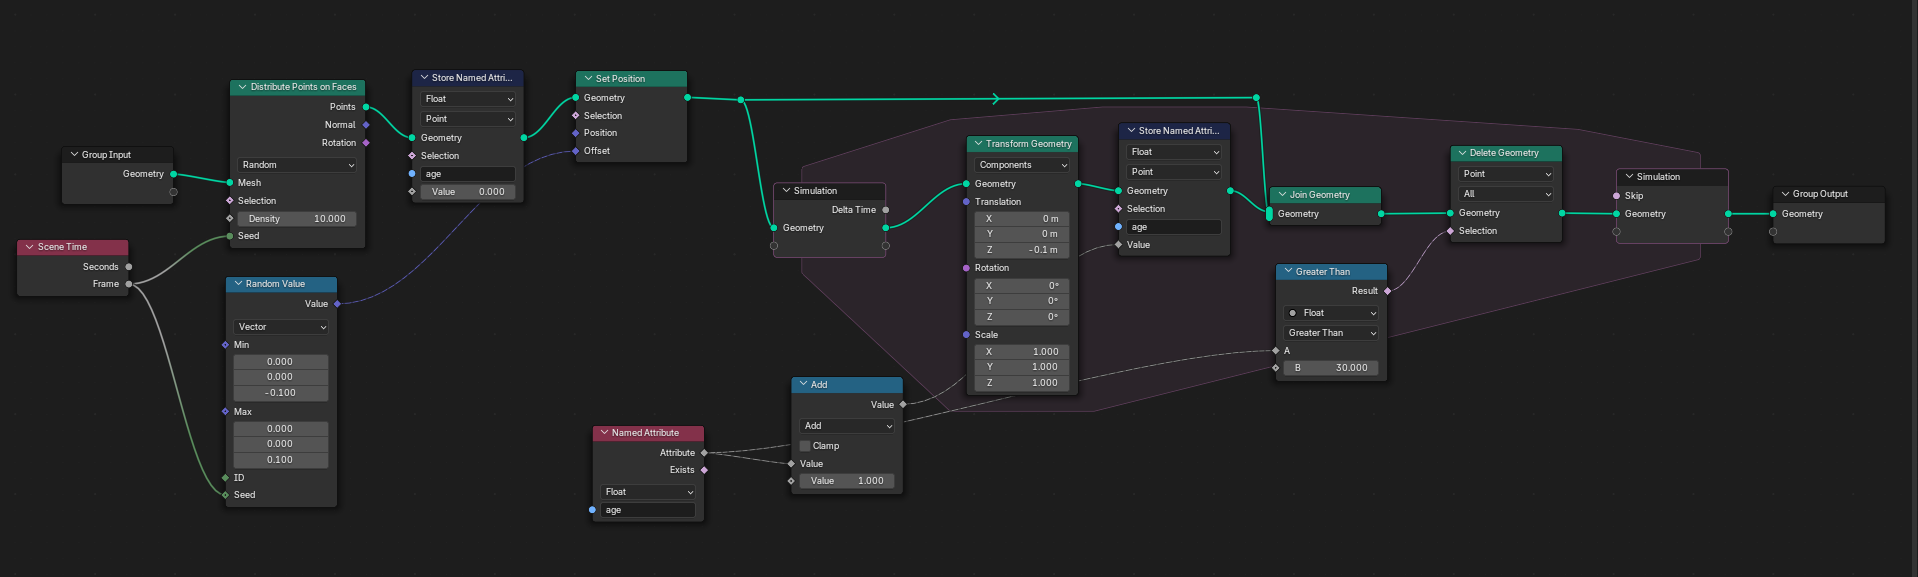 Group Input
Geometry
Scene Time
Seconds
Frame
Distribute Points on Faces
Points
Normal
Rotation
Random
Mesh
Selection
Density 10.000
Seed
Random Value
Value
Vector
Min
0.000
0.000
-0.100
Max
0.000
0.000
0.100
ID
Seed
Store Named Attri...
Float
Point
Geometry
Selection
age
Value 0.000
Set Position
Geometry
Selection
Position
Offset
Named Attribute
Attribute
Exists
Float
age
Add
Value
Add
Clamp
Value
Value 1.000
Simulation
Delta Time
Geometry
Transform Geometry
Components
Geometry
Translation
X 0 m
Y 0 m
Z -0.1 m
Rotation
X 0°
Y 0°
Z 0°
Scale
X 1.000
Y 1.000
Z 1.000
Store Named Attri...
Float
Point
Geometry
Selection
age
Value
Join Geometry
Geometry
Greater Than
Result
Float
Greater Than
A
B 30.000
Delete Geometry
Point
All
Geometry
Selection
Simulation
Skip
Geometry
Group Output
Geometry